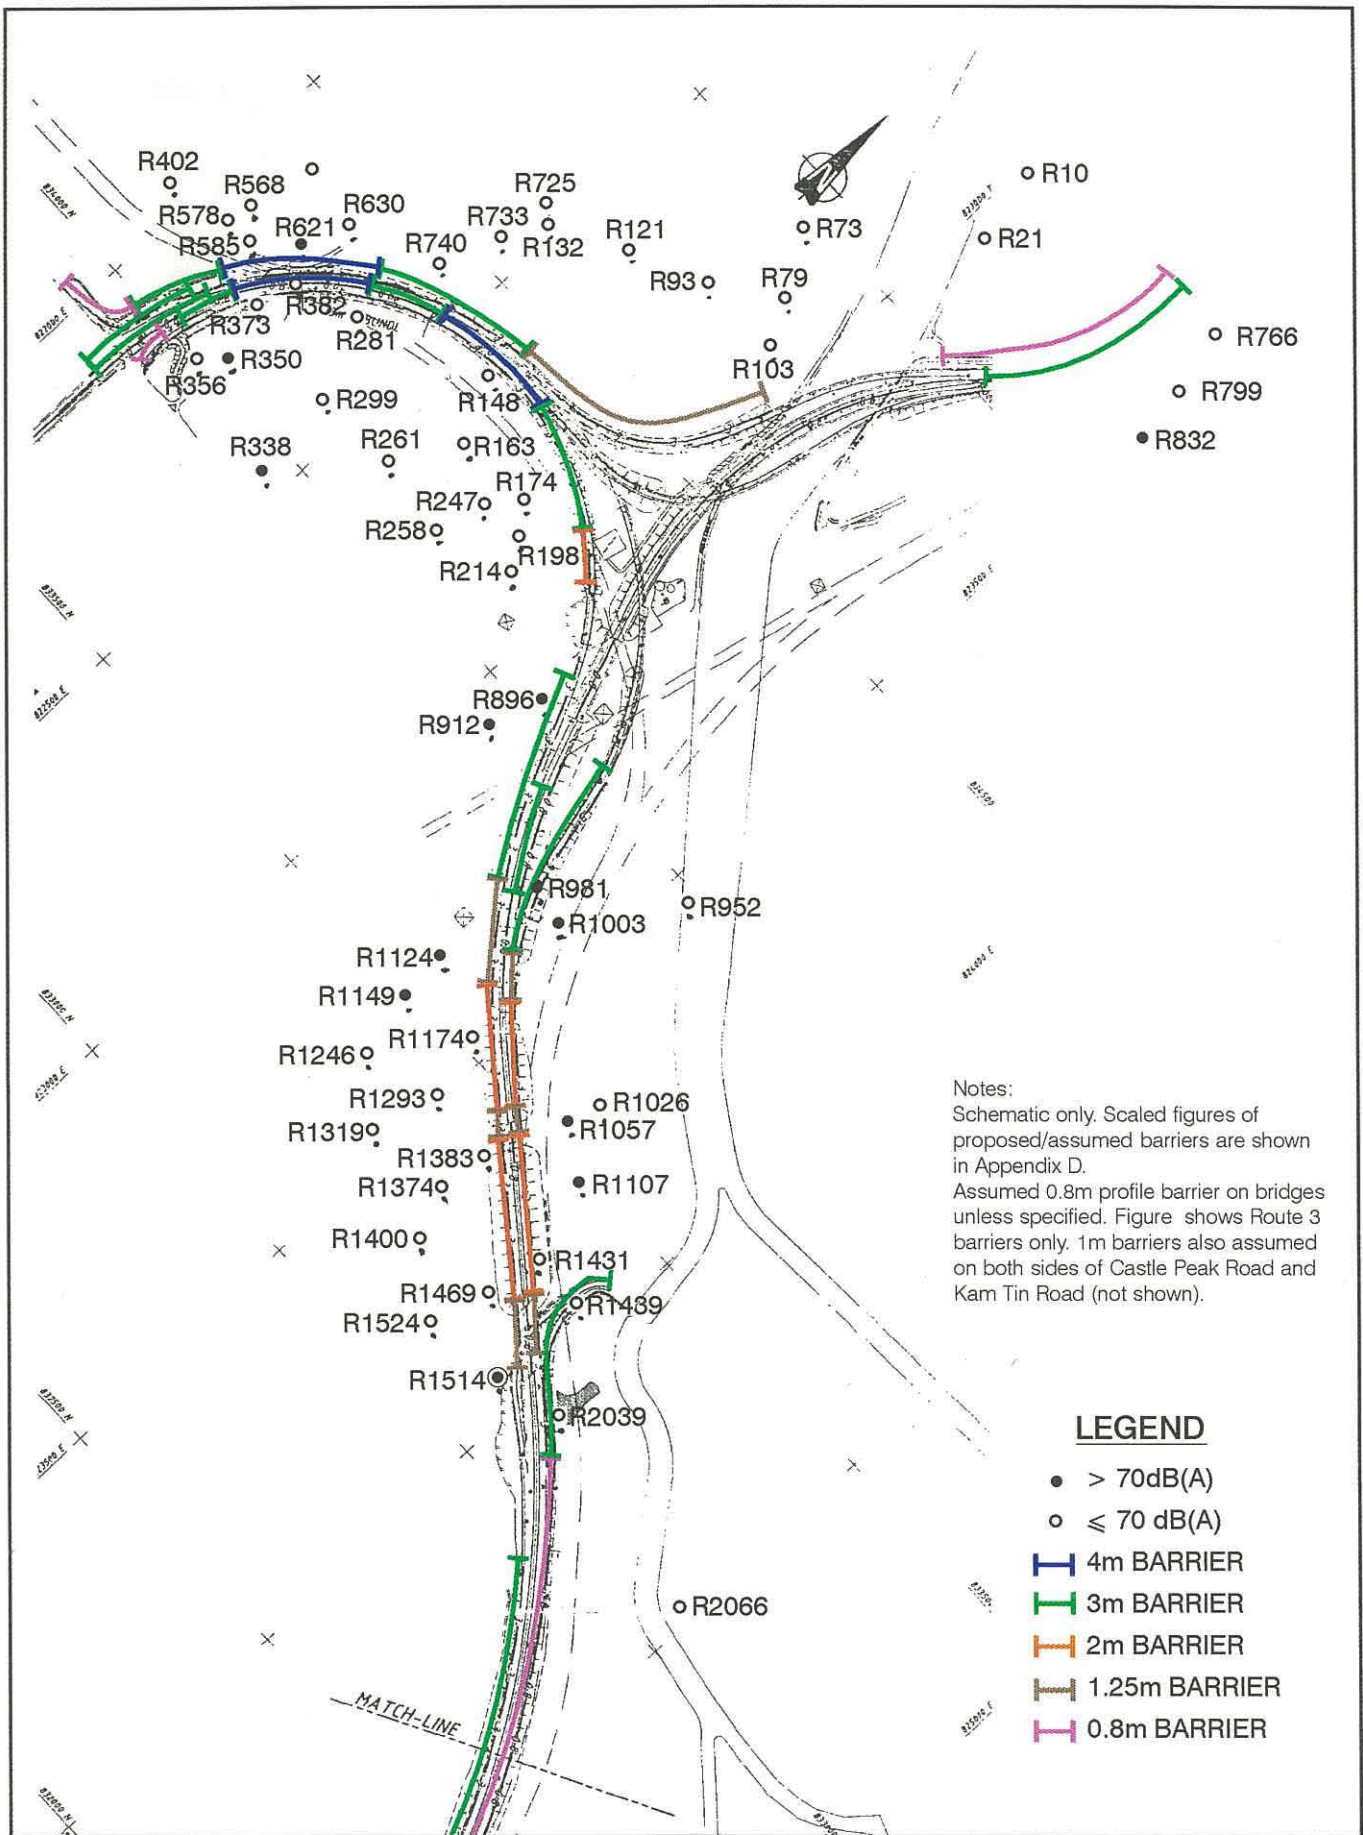 R402
R568
R578
R585
R621
R630
R740
R733
R725
R132
R121
R93
R73
R79
R103
R10
R21
R766
R799
R832
R382
R373
R281
R356
R350
R299
R148
R338
R261
R163
R247
R174
R258
R198
R214
R896
R912
R981
R1003
R952
R1124
R1149
R1174
R1246
R1293
R1319
R1383
R1374
R1026
R1057
R1107
R1400
R1431
R1469
R1439
R1524
R1514
R2039
R2066
MATCH-LINE
Notes:
Schematic only. Scaled figures of
proposed/assumed barriers are shown
in Appendix D.
Assumed 0.8m profile barrier on bridges
unless specified. Figure shows Route 3
barriers only. 1m barriers also assumed
on both sides of Castle Peak Road and
Kam Tin Road (not shown).
LEGEND
> 70dB(A)
⩽ 70 dB(A)
4m BARRIER
3m BARRIER
2m BARRIER
1.25m BARRIER
0.8m BARRIER